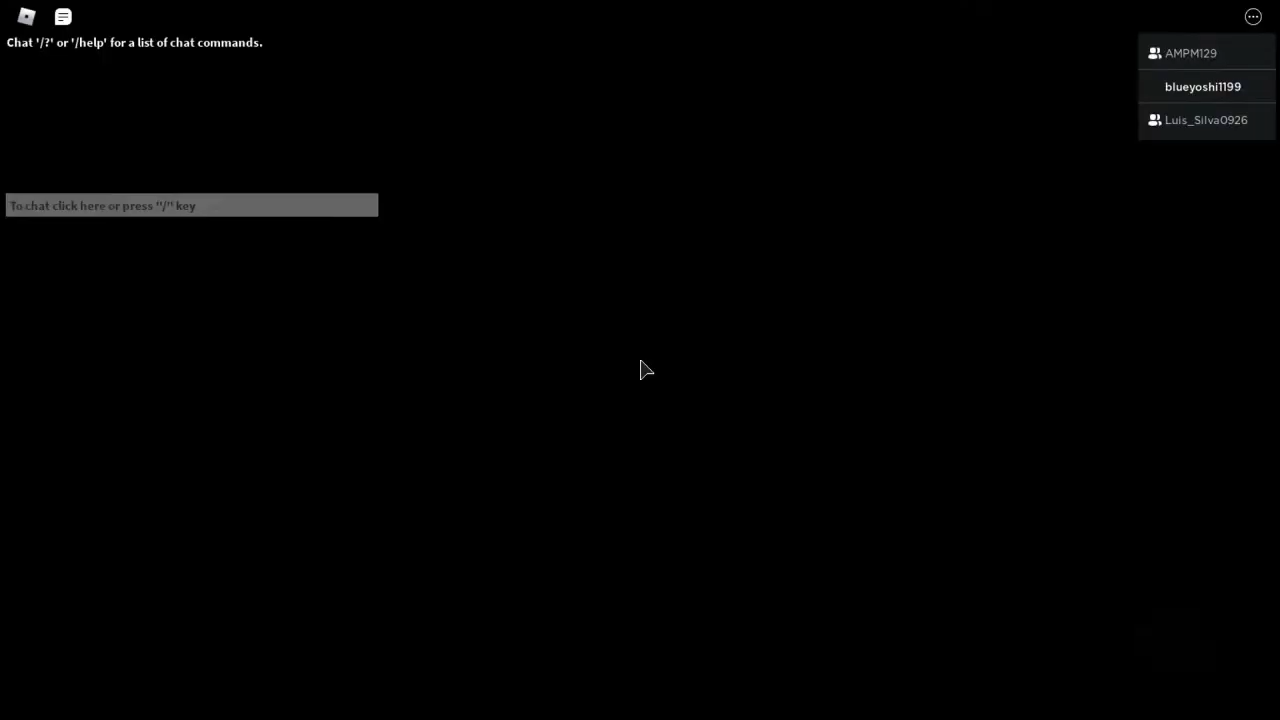 Chat '/?' or '/help' for a list of chat commands.
AMPM129
blueyoshi1199
Luis_Silva0926
To chat click here or press "/" key